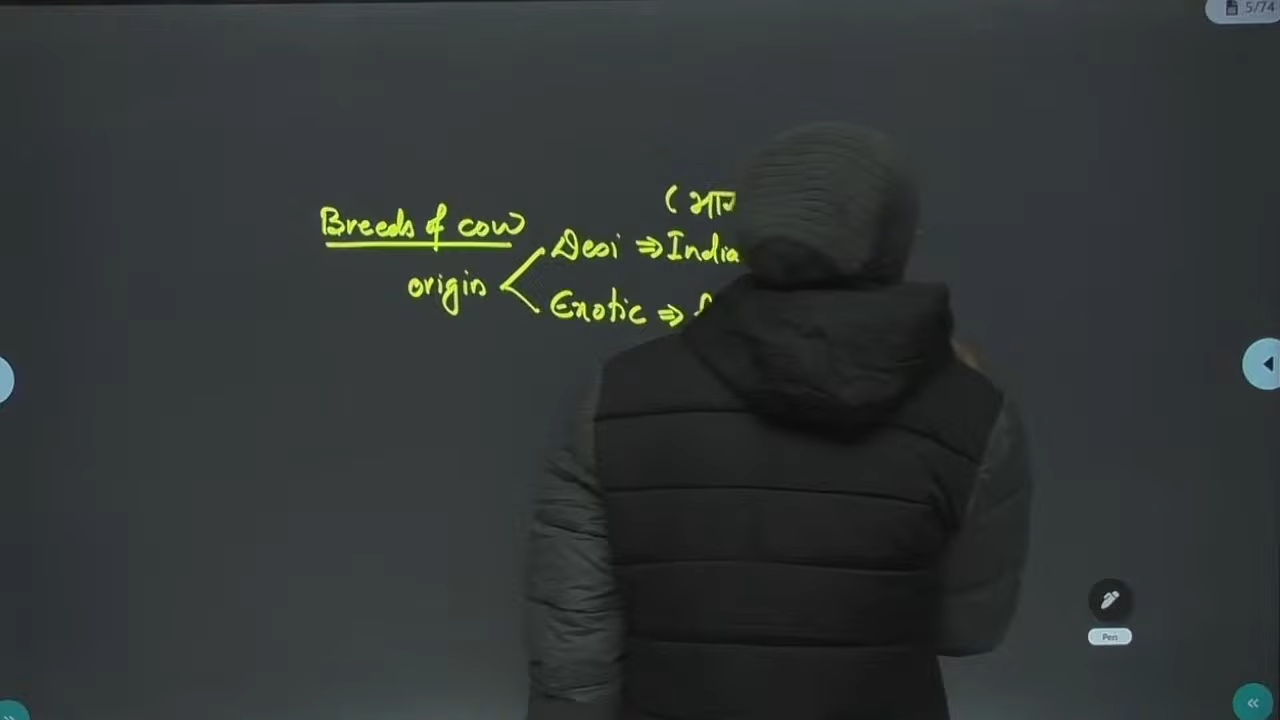 5/74
Breeds of cow
Desi ⇒ India
origin
Exotic ⇒
Pen